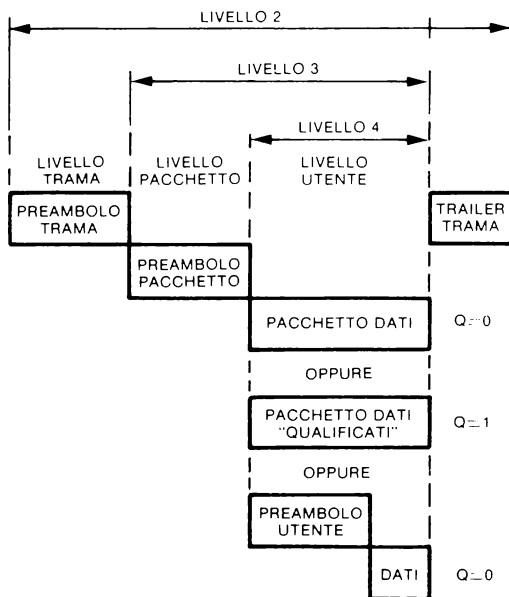 LIVELLO 2
LIVELLO 3
LIVELLO 4
LIVELLO
TRAMA
LIVELLO
PACCHETTO
LIVELLO
UTENTE
PREAMBOLO
TRAMA
TRAILER
TRAMA
PREAMBOLO
PACCHETTO
PACCHETTO DATI
Q=0
OPPURE
PACCHETTO DATI
"QUALIFICATI"
Q=1
OPPURE
PREAMBOLO
UTENTE
DATI
Q=0